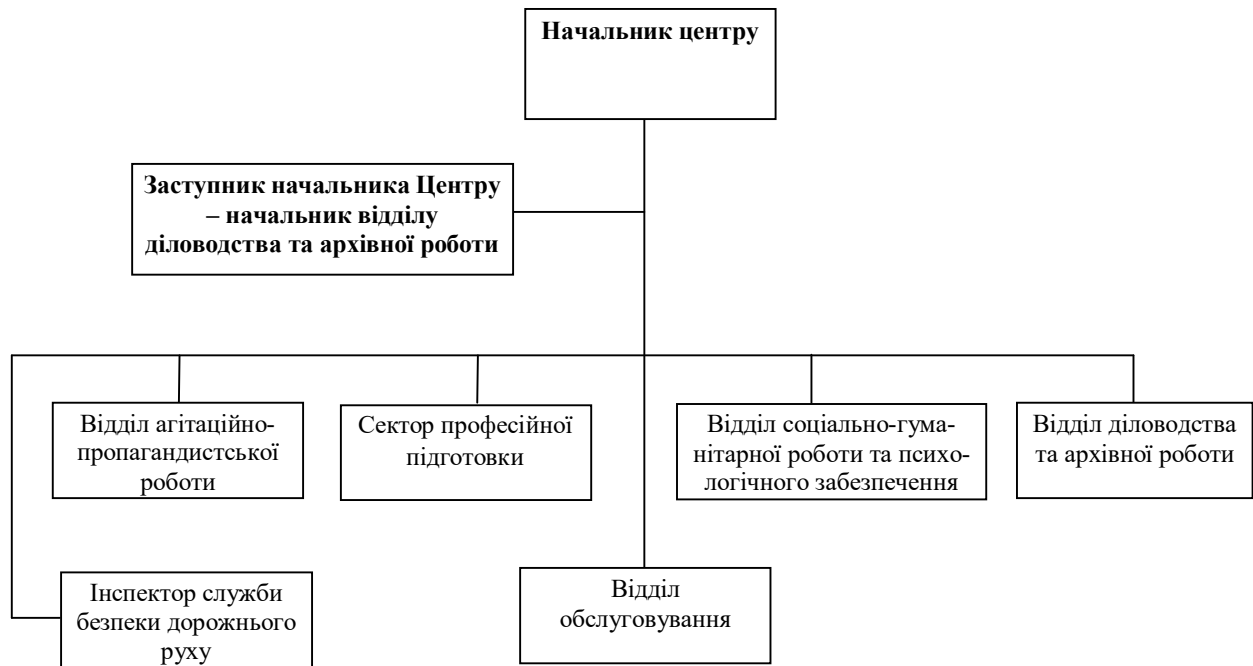 Начальник центру
Заступник начальника Центру
– начальник відділу
діловодства та архівної роботи
Відділ агітаційно-
пропагандистської
роботи
Сектор професійної
підготовки
Відділ соціально-гума-
нітарної роботи та психо-
логічного забезпечення
Відділ діловодства
та архівної роботи
Інспектор служби
безпеки дорожнього
руху
Відділ
обслуговування